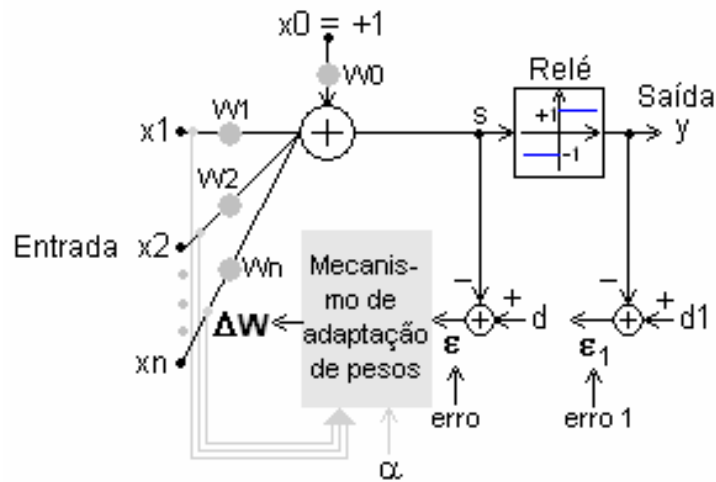 x0 = +1
W0
Relé
+1
-1
Saída
y
x1
W1
s
W2
Entrada
x2
Wn
Mecanis-
mo de
adaptação
de pesos
ΔW
−
+
d
−
+
d1
ε
ε1
xn
erro
erro 1
α